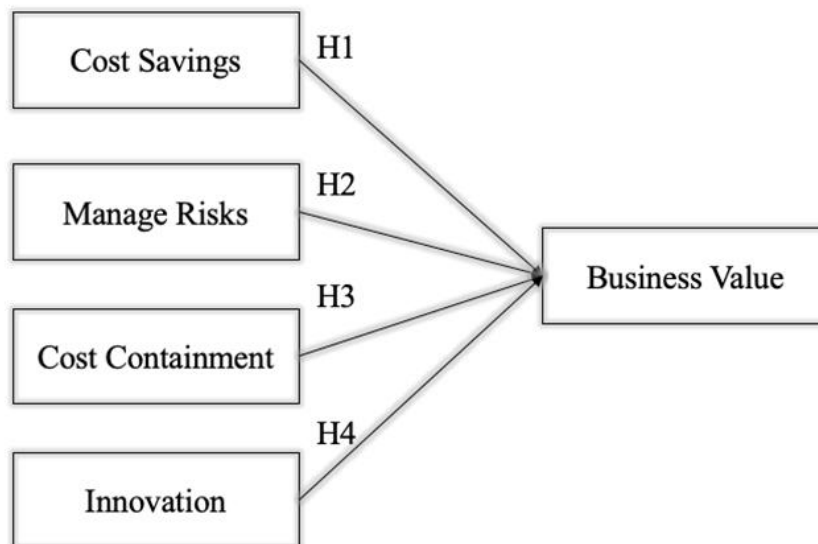 Cost Savings
H1
Manage Risks
H2
Business Value
Cost Containment
H3
Innovation
H4